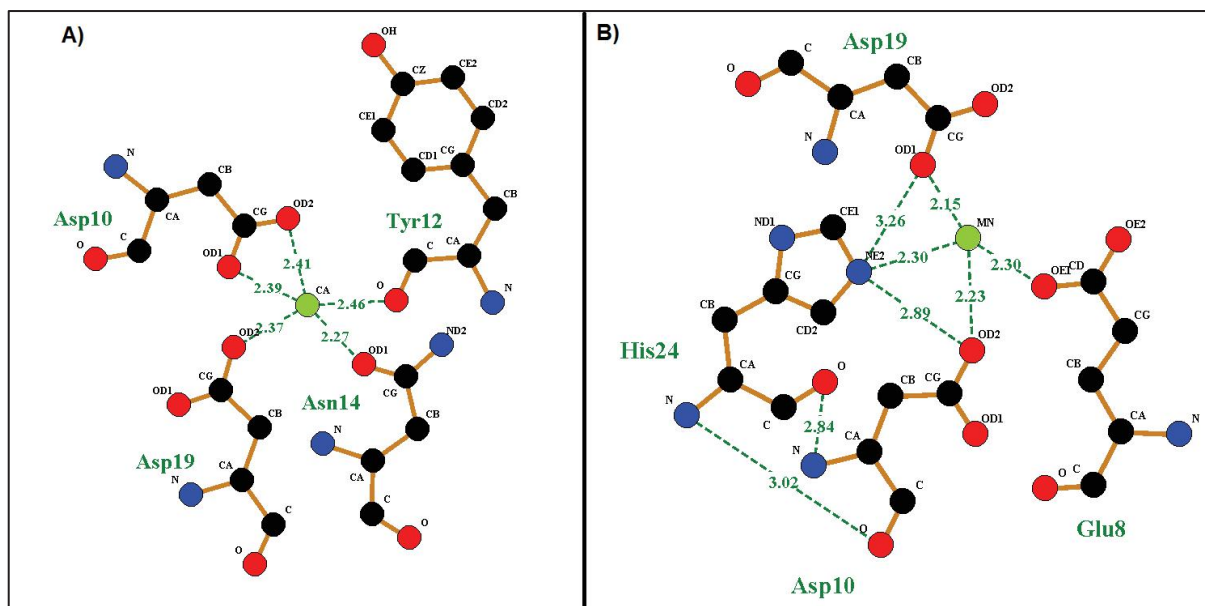 A)
OH
CZ
CE2
CE1
CD2
CD1
CG
CB
Tyr12
C
CA
O
N
N
CB
CA
Asp10
CG
OD2
O
C
OD1
2.41
2.39
CA
2.46
2.37
2.27
OD2
CG
OD1
CB
Asp19
CA
N
C
O
OD1
ND2
CG
Asn14
CB
N
CA
C
O
B)
Asp19
O
C
CB
OD2
CA
CG
N
OD1
3.26
2.15
CE1
ND1
MN
NE2
2.30
2.30
OE2
CD
OE1
CG
CB
CD2
2.89
2.23
CG
His24
OD2
CA
O
CB
CG
CB
N
C
2.84
OD1
CA
CA
N
N
3.02
C
C
O
O
Glu8
Asp10